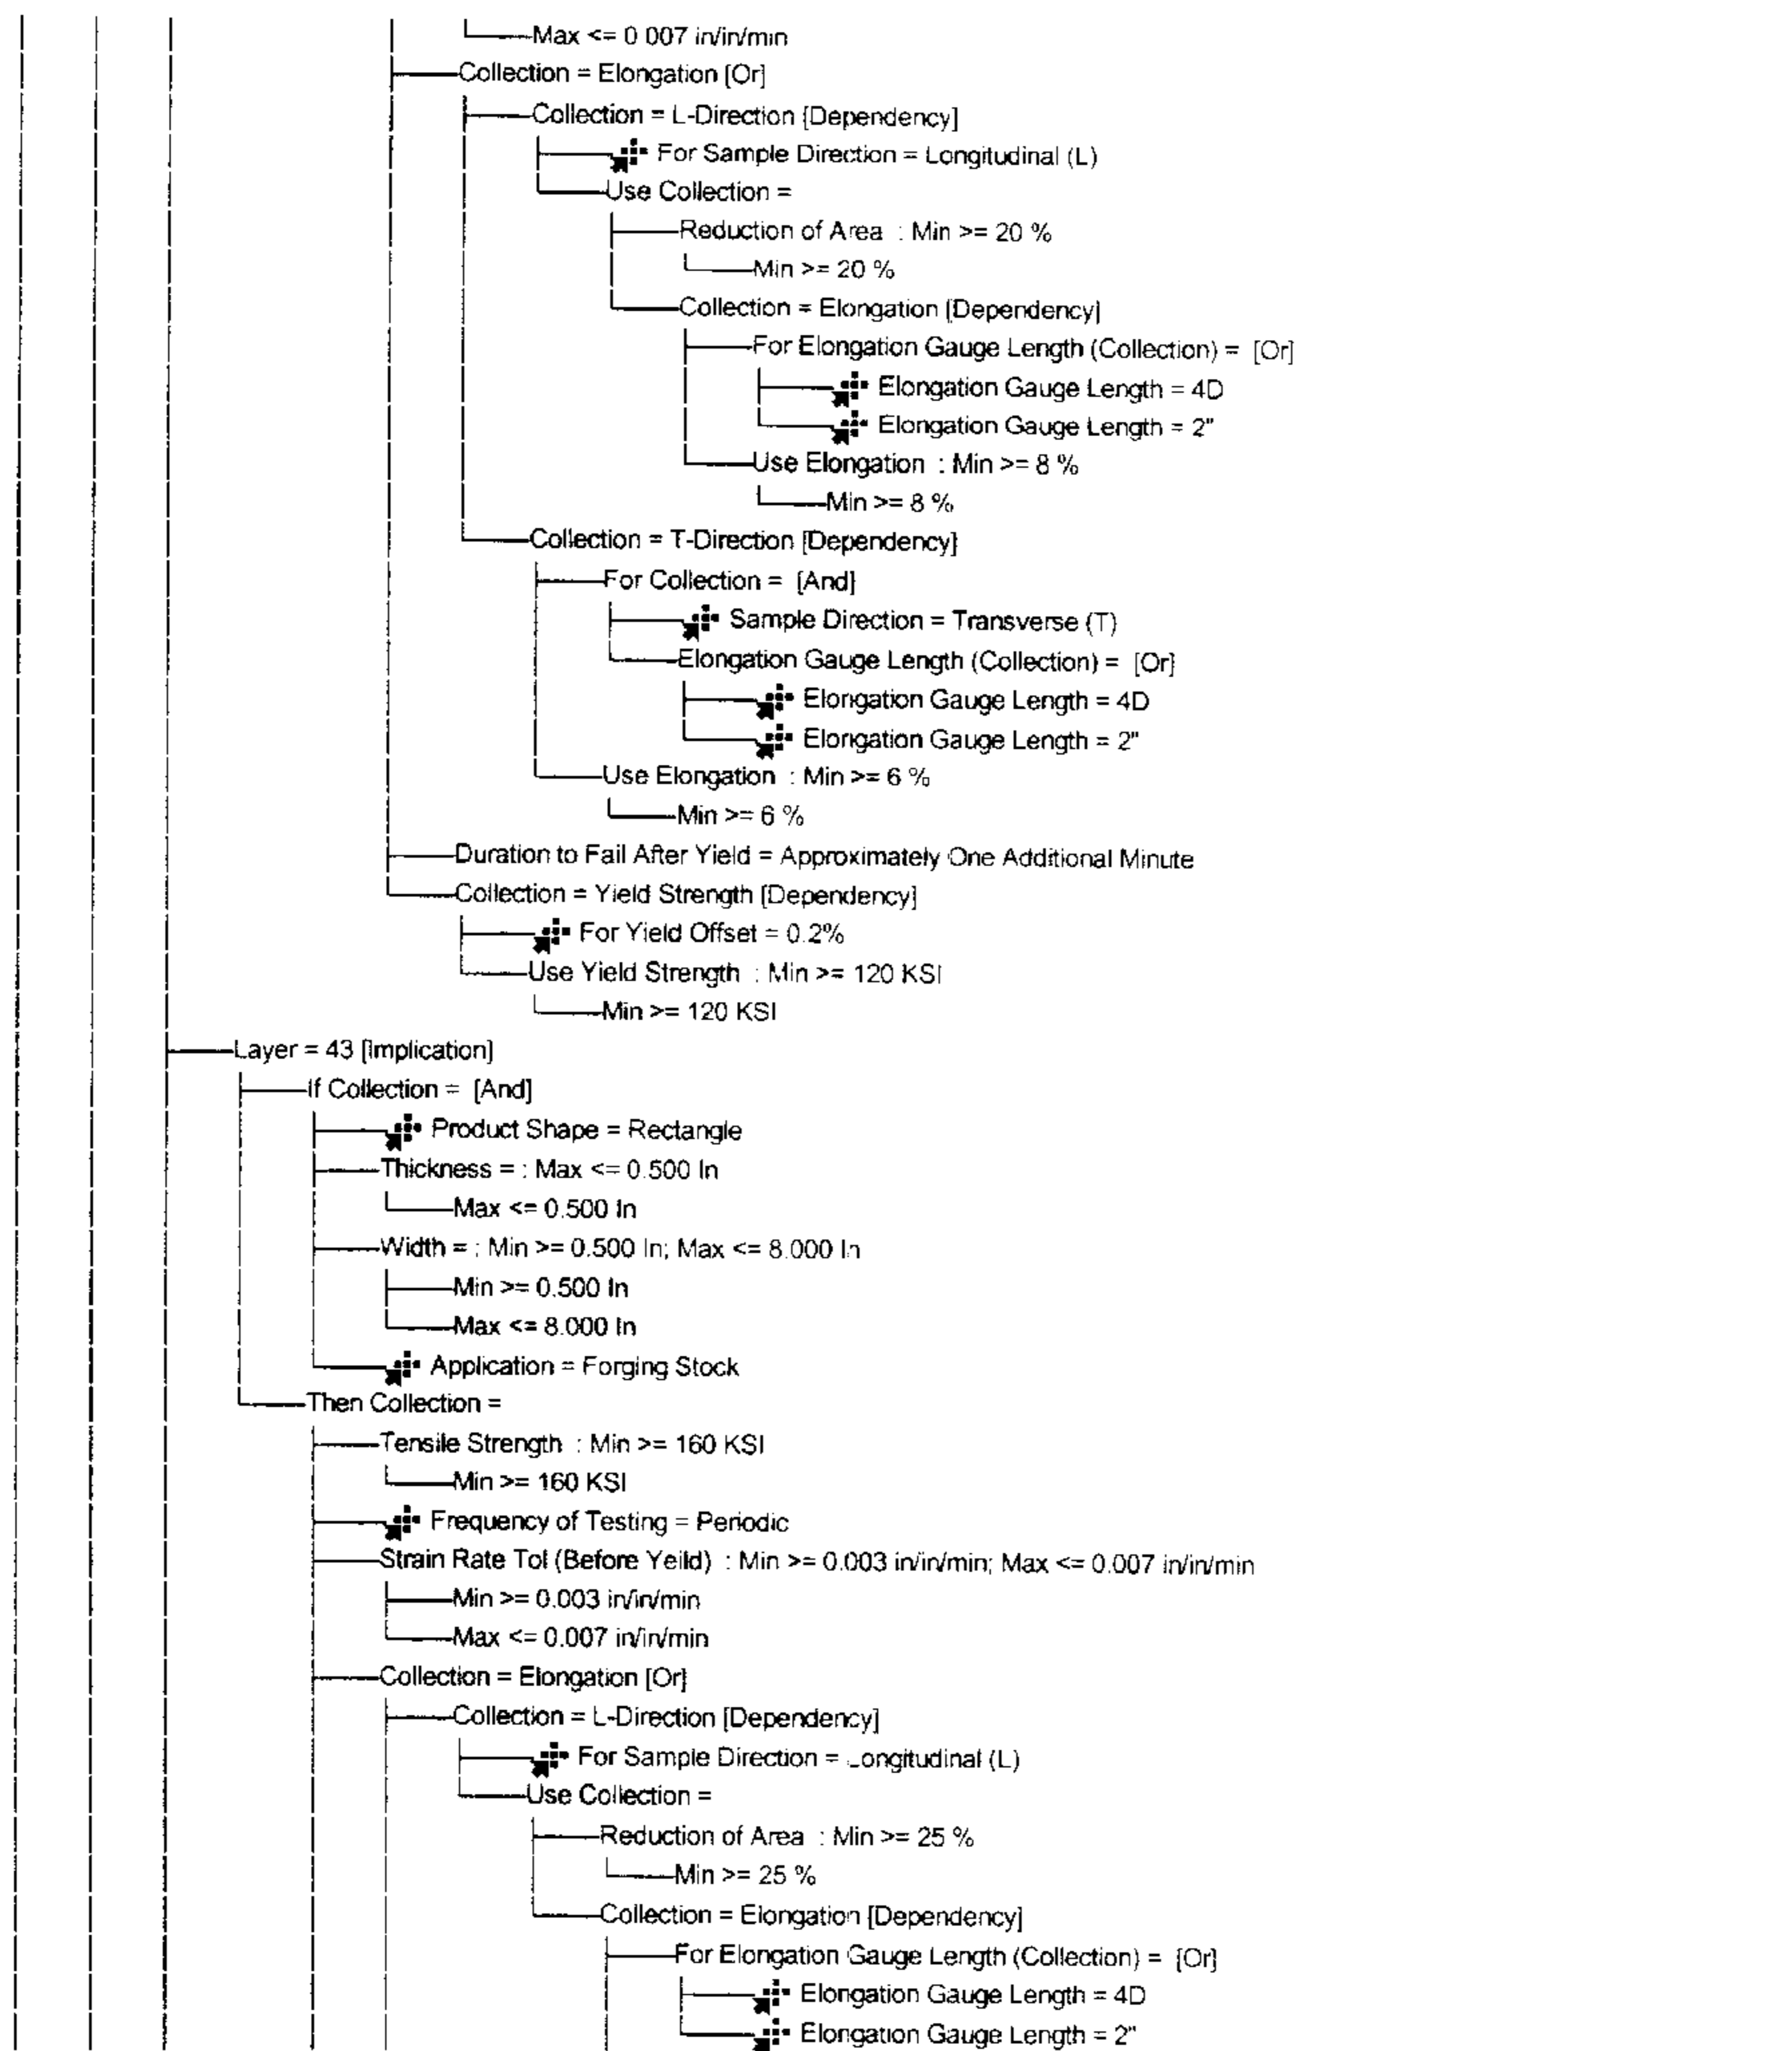 Max <= 0 007 in/in/min
Collection = Elongation [Or]
Collection = L-Direction [Dependency]
For Sample Direction = Longitudinal (L)
Use Collection =
Reduction of Area : Min >= 20 %
Min >= 20 %
Collection = Elongation [Dependency]
For Elongation Gauge Length (Collection) = [Or]
Elongation Gauge Length = 4D
Elongation Gauge Length = 2"
Use Elongation : Min >= 8 %
Min >= 8 %
Collection = T-Direction [Dependency]
For Collection = [And]
Sample Direction = Transverse (T)
Elongation Gauge Length (Collection) = [Or]
Elongation Gauge Length = 4D
Elongation Gauge Length = 2"
Use Elongation : Min >= 6 %
Min >= 6 %
Duration to Fail After Yield = Approximately One Additional Minute
Collection = Yield Strength [Dependency]
For Yield Offset = 0.2%
Use Yield Strength : Min >= 120 KSI
Min >= 120 KSI
Layer = 43 [Implication]
If Collection = [And]
Product Shape = Rectangle
Thickness = : Max <= 0.500 In
Max <= 0.500 In
Width = : Min >= 0.500 In; Max <= 8.000 In
Min >= 0.500 In
Max <= 8.000 In
Application = Forging Stock
Then Collection =
Tensile Strength : Min >= 160 KSI
Min >= 160 KSI
Frequency of Testing = Periodic
Strain Rate Tol (Before Yeild) : Min >= 0.003 in/in/min; Max <= 0.007 in/in/min
Min >= 0.003 in/in/min
Max <= 0.007 in/in/min
Collection = Elongation [Or]
Collection = L-Direction [Dependency]
For Sample Direction = Longitudinal (L)
Use Collection =
Reduction of Area : Min >= 25 %
Min >= 25 %
Collection = Elongation [Dependency]
For Elongation Gauge Length (Collection) = [Or]
Elongation Gauge Length = 4D
Elongation Gauge Length = 2"